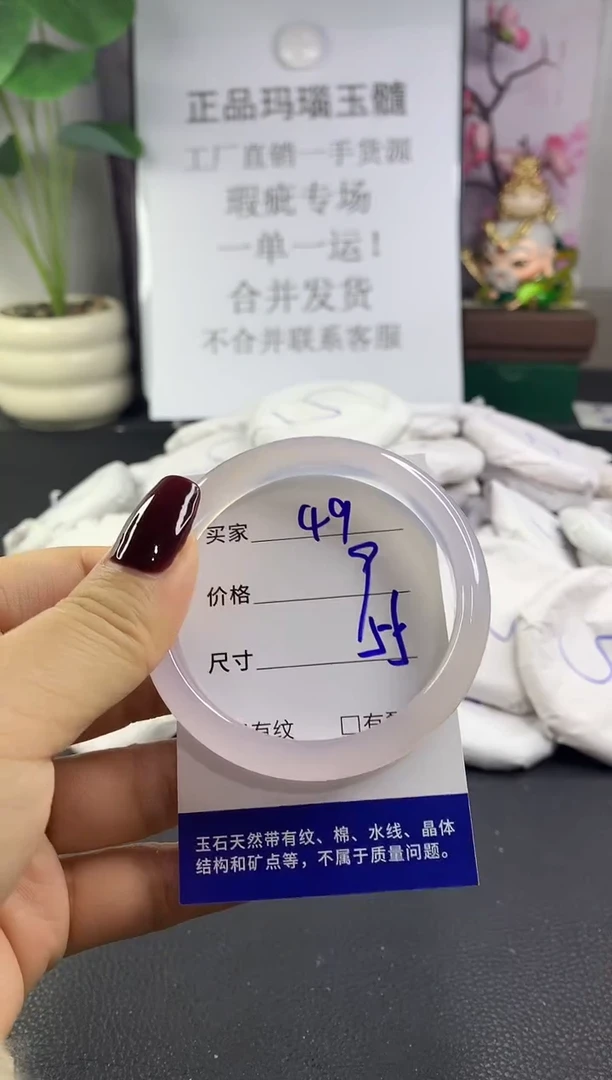 正品玛瑙玉髓
工厂直销一手货源
瑕疵专场
一单一运！
合并发货
不合并联系客服
买家 49
价格 9
尺寸 55
有纹 □有
玉石天然带有纹、棉、水线、晶体
结构和矿点等，不属于质量问题。